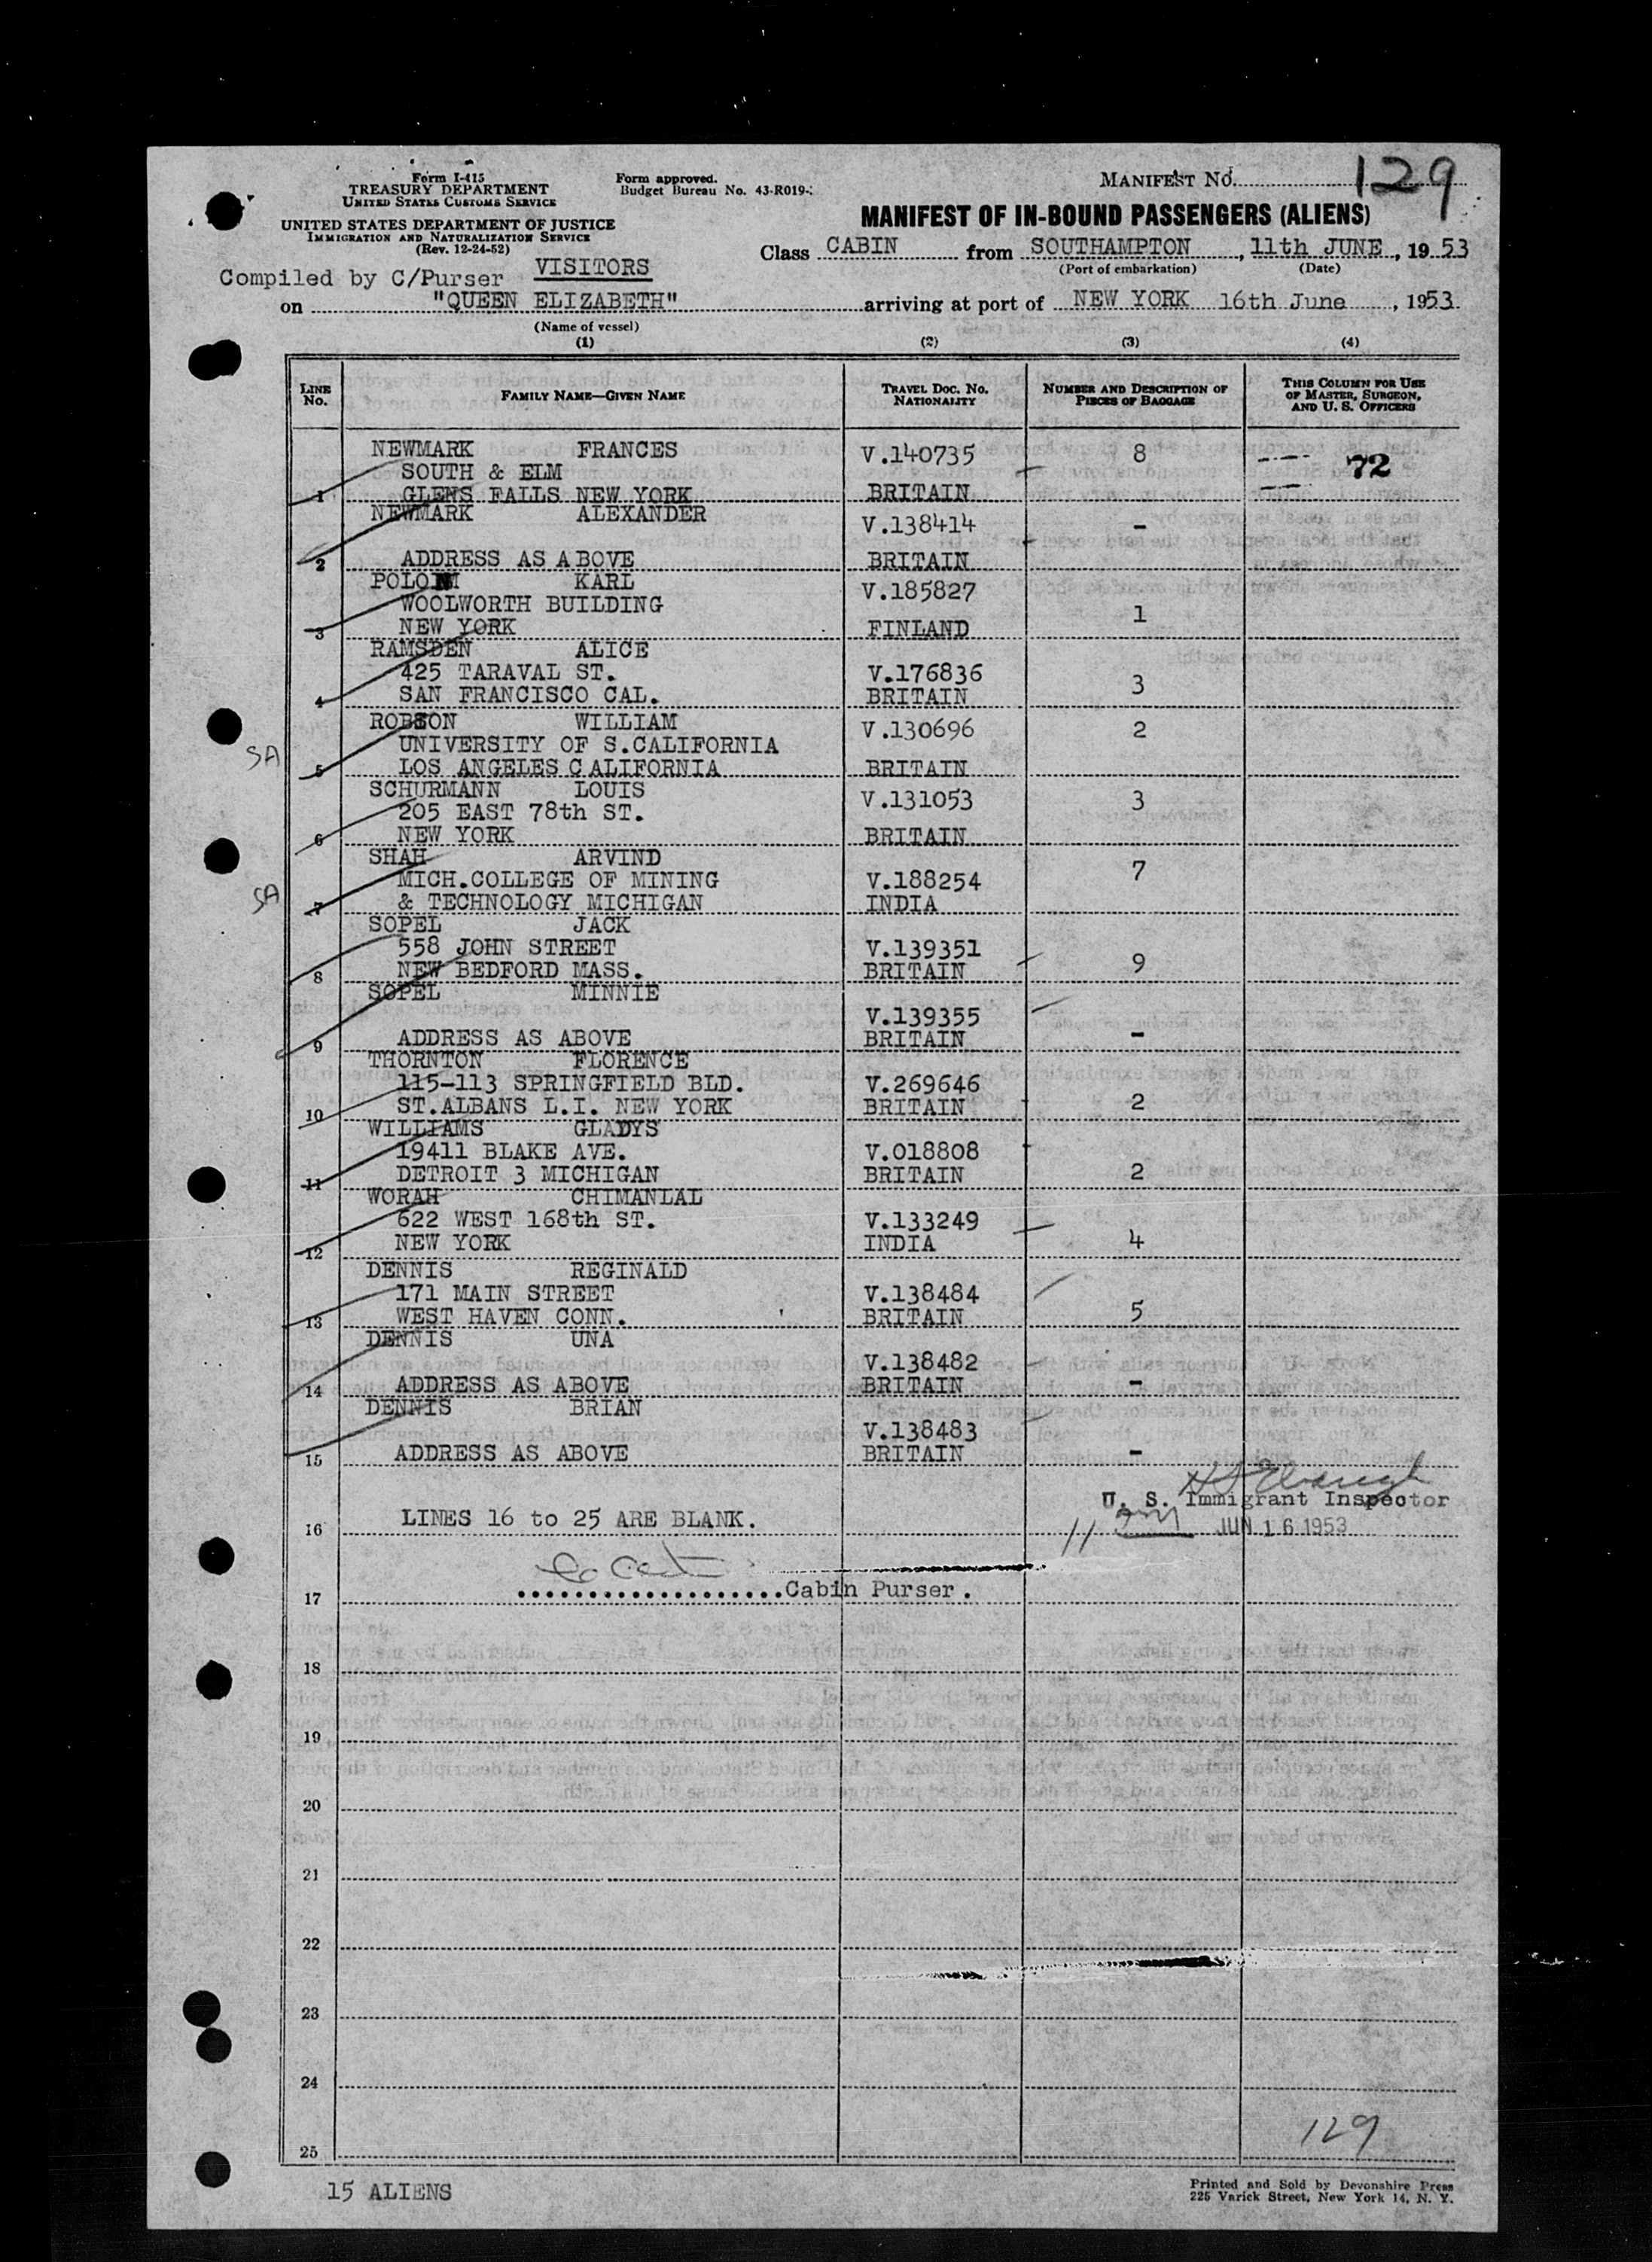 Form I-415
TREASURY DEPARTMENT
UNITED STATES CUSTOMS SERVICE
UNITED STATES DEPARTMENT OF JUSTICE
IMMIGRATION AND NATURALIZATION SERVICE
(Rev. 12-24-52)
Form approved.
Budget Bureau No. 43-R019-
MANIFEST No. 129
MANIFEST OF IN-BOUND PASSENGERS (ALIENS)
Class CABIN from SOUTHAMPTON, 11th JUNE, 19 53
(Port of embarkation) (Date)
Compiled by C/Purser VISITORS
on "QUEEN ELIZABETH" arriving at port of NEW YORK 16th June, 1953.
(Name of vessel)
(1) (2) (3) (4)
LINE No. FAMILY NAME—GIVEN NAME TRAVEL DOC. NO. NATIONALITY NUMBER AND DESCRIPTION OF PIECES OF BAGGAGE THIS COLUMN FOR USE OF MASTER, SURGEON, AND U. S. OFFICERS
NEWMARK FRANCES V.140735 8 72
SOUTH & ELM
1 GLENS FALLS NEW YORK BRITAIN
NEWMARK ALEXANDER V.138414 -
2 ADDRESS AS ABOVE BRITAIN
KARL V.185827
WOOLWORTH BUILDING 1
3 NEW YORK FINLAND
RAMSDEN ALICE
425 TARAVAL ST. V.176836 3
4 SAN FRANCISCO CAL. BRITAIN
ROBSON WILLIAM V.130696 2
UNIVERSITY OF S.CALIFORNIA
SA 5 LOS ANGELES CALIFORNIA BRITAIN
SCHURMANN LOUIS V.131053 3
205 EAST 78th ST.
6 NEW YORK BRITAIN
SHAH ARVIND 7
MICH.COLLEGE OF MINING V.188254
SA 7 & TECHNOLOGY MICHIGAN INDIA
SOPEL JACK
558 JOHN STREET V.139351
8 NEW BEDFORD MASS. BRITAIN 9
SOPEL MINNIE
V.139355
9 ADDRESS AS ABOVE BRITAIN -
THORNTON FLORENCE
115-113 SPRINGFIELD BLD. V.269646
10 ST.ALBANS L.I. NEW YORK BRITAIN 2
WILLIAMS GLADYS
19411 BLAKE AVE. V.018808
11 DETROIT 3 MICHIGAN BRITAIN 2
WORAH CHIMANLAL
622 WEST 168th ST. V.133249
12 NEW YORK INDIA 4
DENNIS REGINALD
171 MAIN STREET V.138484
13 WEST HAVEN CONN. BRITAIN 5
DENNIS UNA
V.138482
14 ADDRESS AS ABOVE BRITAIN -
DENNIS BRIAN
V.138483
15 ADDRESS AS ABOVE BRITAIN -
U. S. Immigrant Inspector
16 LINES 16 to 25 ARE BLANK. JUN 16 1953
17 Cabin Purser.
18
19
20
21
22
23
24
129
25
15 ALIENS
Printed and Sold by Devonshire Press
225 Varick Street, New York 14, N. Y.